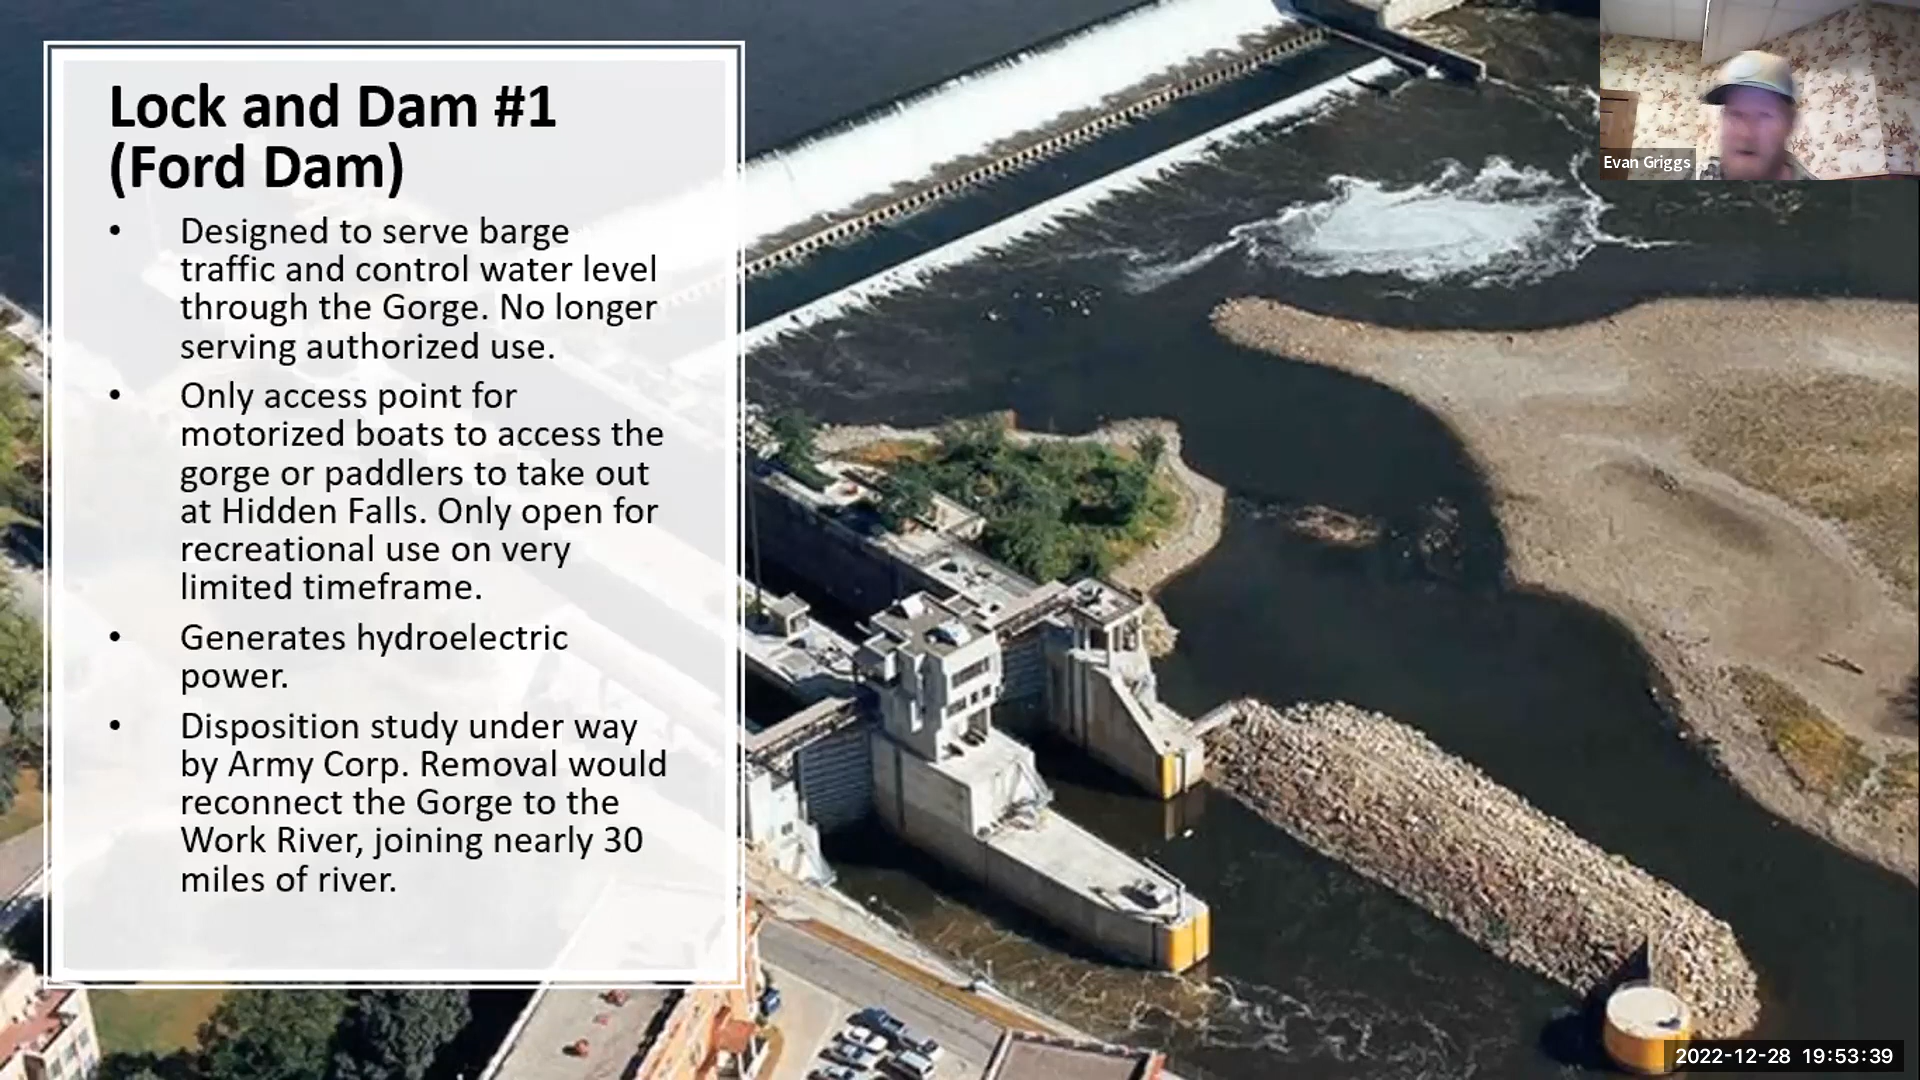 Lock and Dam #1
(Ford Dam)
• Designed to serve barge
traffic and control water level
through the Gorge. No longer
serving authorized use.
• Only access point for
motorized boats to access the
gorge or paddlers to take out
at Hidden Falls. Only open for
recreational use on very
limited timeframe.
• Generates hydroelectric
power.
• Disposition study under way
by Army Corp. Removal would
reconnect the Gorge to the
Work River, joining nearly 30
miles of river.
Evan Griggs
2022-12-28 19:53:39